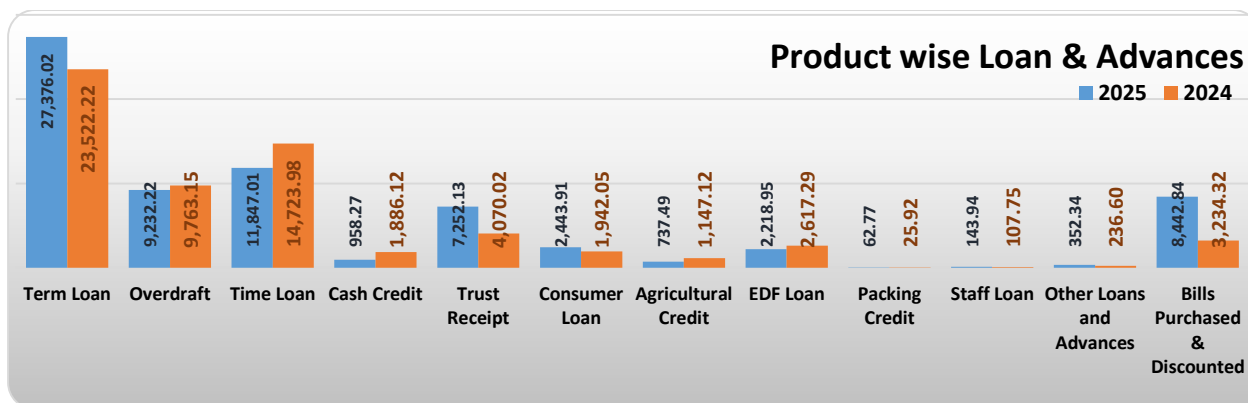 Product wise Loan & Advances
2025 2024
27,376.02
23,522.22
9,232.22
9,763.15
11,847.01
14,723.98
958.27
1,886.12
7,252.13
4,070.02
2,443.91
1,942.05
737.49
1,147.12
2,218.95
2,617.29
62.77
25.92
143.94
107.75
352.34
236.60
8,442.84
3,234.32
Term Loan
Overdraft
Time Loan
Cash Credit
Trust
Receipt
Consumer
Loan
Agricultural
Credit
EDF Loan
Packing
Credit
Staff Loan
Other Loans
and
Advances
Bills
Purchased
&
Discounted